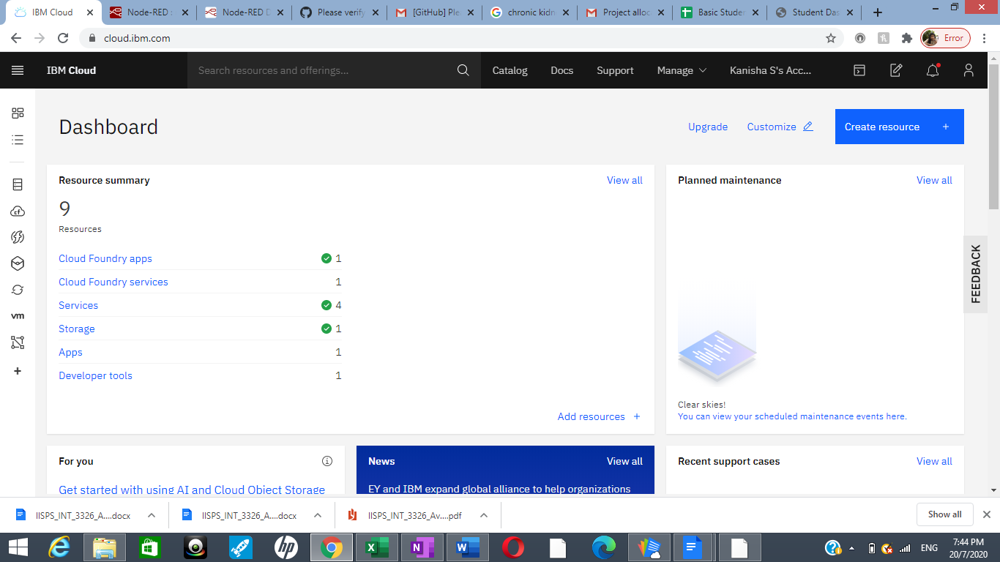 IBM Cloud
Node-RED :
Node-RED D
Please verify
[GitHub] Ple
chronic kidn
Project alloc
Basic Studen
Student Das
cloud.ibm.com
Error
IBM Cloud
Search resources and offerings...
Catalog
Docs
Support
Manage
Kanisha S's Acc...
Dashboard
Upgrade
Customize
Create resource +
Resource summary
View all
9
Resources
Cloud Foundry apps 1
Cloud Foundry services 1
Services 4
Storage 1
Apps 1
Developer tools 1
Add resources +
Planned maintenance
View all
Clear skies!
You can view your scheduled maintenance events here.
FEEDBACK
cf
vm
For you
Get started with using AI and Cloud Object Storage
News
View all
EY and IBM expand global alliance to help organizations
Recent support cases
View all
IISPS_INT_3326_A....docx
IISPS_INT_3326_A....docx
IISPS_INT_3326_Av....pdf
Show all
ENG
7:44 PM
20/7/2020